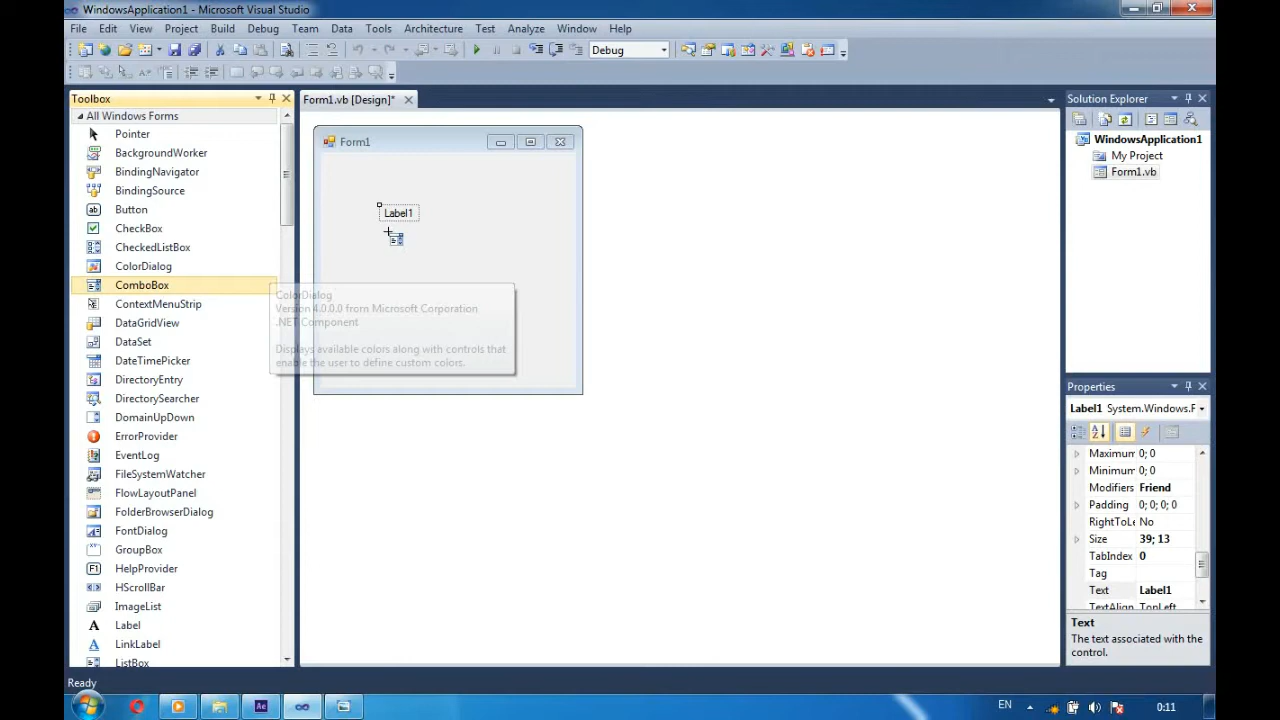 WindowsApplication1 - Microsoft Visual Studio
File Edit View Project Build Debug Team Data Tools Architecture Test Analyze Window Help
Debug
Toolbox
All Windows Forms
Pointer
BackgroundWorker
BindingNavigator
BindingSource
Button
CheckBox
CheckedListBox
ColorDialog
ComboBox
ContextMenuStrip
DataGridView
DataSet
DateTimePicker
DirectoryEntry
DirectorySearcher
DomainUpDown
ErrorProvider
EventLog
FileSystemWatcher
FlowLayoutPanel
FolderBrowserDialog
FontDialog
GroupBox
HelpProvider
HScrollBar
ImageList
Label
LinkLabel
ListBox
Form1.vb [Design]*
Form1
Label1
ColorDialog
Version 4.0.0.0 from Microsoft Corporation
.NET Component
Displays available colors along with controls that
enable the user to define custom colors.
Solution Explorer
WindowsApplication1
My Project
Form1.vb
Properties
Label1 System.Windows.F
Maximum 0; 0
Minimum 0; 0
Modifiers Friend
Padding 0; 0; 0; 0
RightToLe No
Size 39; 13
TabIndex 0
Tag
Text Label1
TextAlign TopLeft
Text
The text associated with the
control.
Ready
EN 0:11